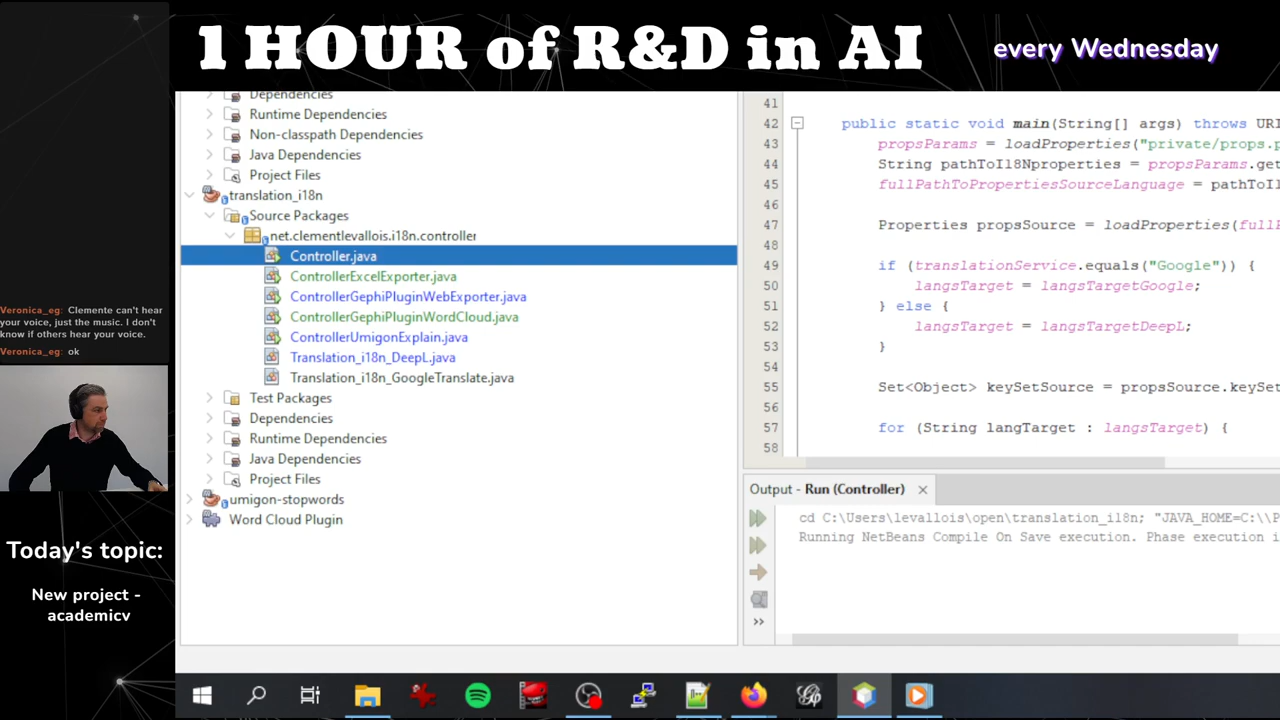 1 HOUR of R&D in AI
every Wednesday
Veronica_eg: Clemente can't hear
your voice, just the music. I don't
know if others hear your voice.
Veronica_eg: ok
Today's topic:
New project -
academicv
Dependencies
Runtime Dependencies
Non-classpath Dependencies
Java Dependencies
Project Files
translation_i18n
Source Packages
net.clementlevallois.i18n.controller
Controller.java
ControllerExcelExporter.java
ControllerGephiPluginWebExporter.java
ControllerGephiPluginWordCloud.java
ControllerUmigonExplain.java
Translation_i18n_DeepL.java
Translation_i18n_GoogleTranslate.java
Test Packages
Dependencies
Runtime Dependencies
Java Dependencies
Project Files
umigon-stopwords
Word Cloud Plugin
41
42 public static void main(String[] args) throws URI
43 propsParams = loadProperties("private/props.p
44 String pathToI18Nproperties = propsParams.get
45 fullPathToPropertiesSourceLanguage = pathToI1
46
47 Properties propsSource = loadProperties(fullP
48
49 if (translationService.equals("Google")) {
50 langsTarget = langsTargetGoogle;
51 } else {
52 langsTarget = langsTargetDeepL;
53 }
54
55 Set<Object> keySetSource = propsSource.keySet
56
57 for (String langTarget : langsTarget) {
58
Output - Run (Controller) ×
cd C:\Users\levallois\open\translation_i18n; "JAVA_HOME=C:\\P
Running NetBeans Compile On Save execution. Phase execution i